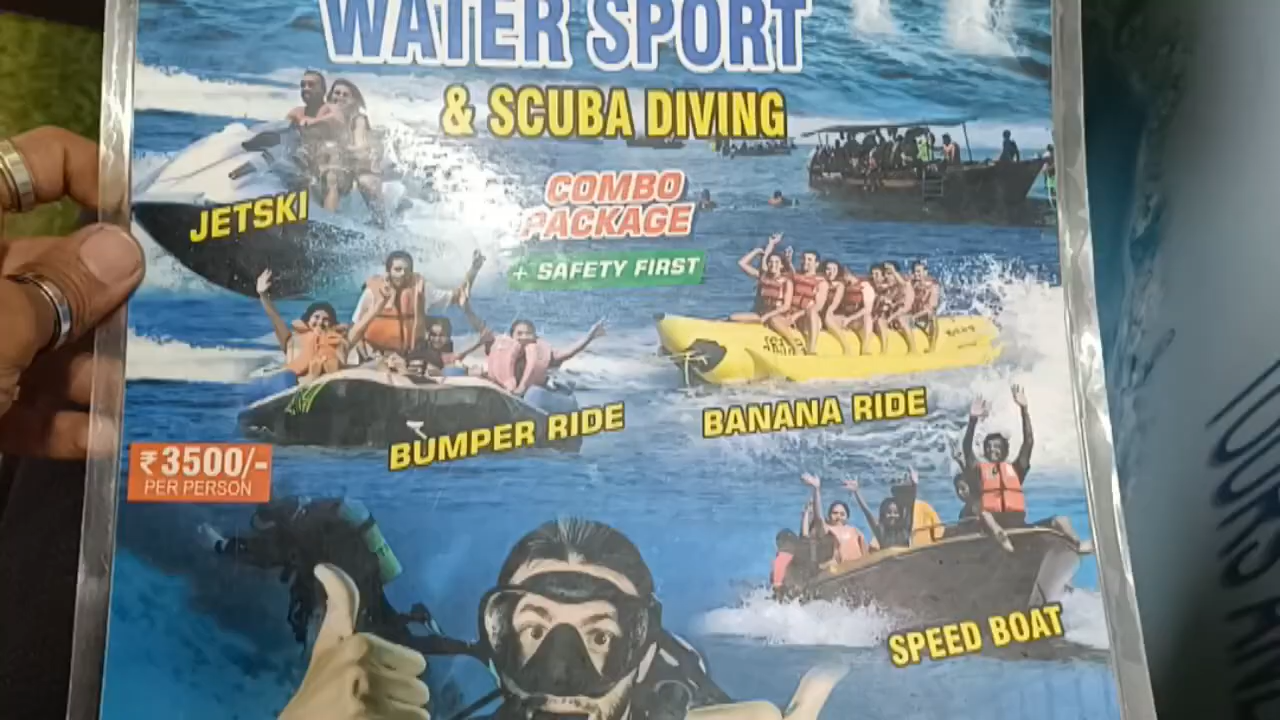 WATER SPORT
& SCUBA DIVING
COMBO
PACKAGE
+ SAFETY FIRST
JETSKI
BUMPER RIDE
BANANA RIDE
₹3500/-
PER PERSON
SPEED BOAT